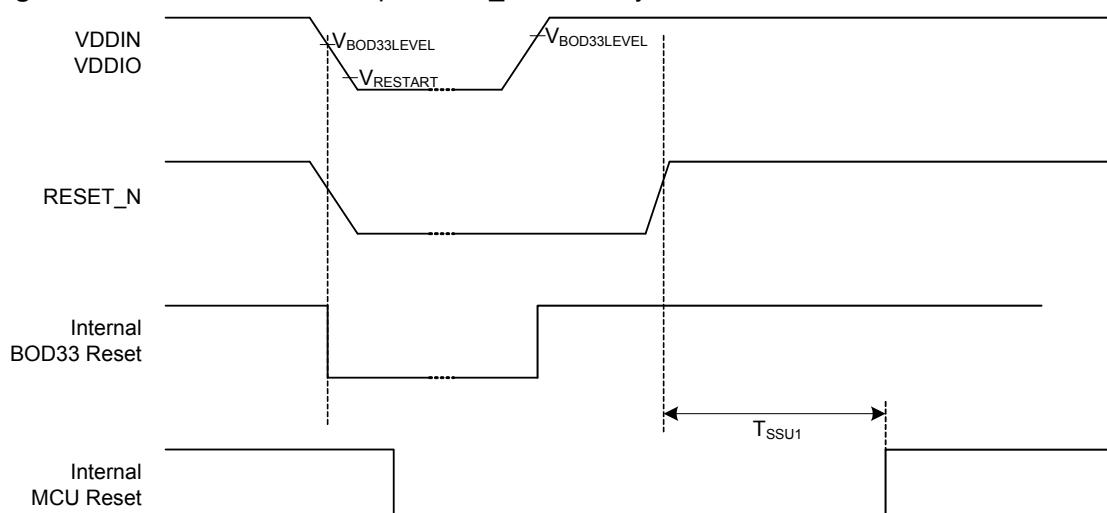 VDDIN
VDDIO
VBOD33LEVEL
VBOD33LEVEL
VRESTART
RESET_N
Internal
BOD33 Reset
TSSU1
Internal
MCU Reset